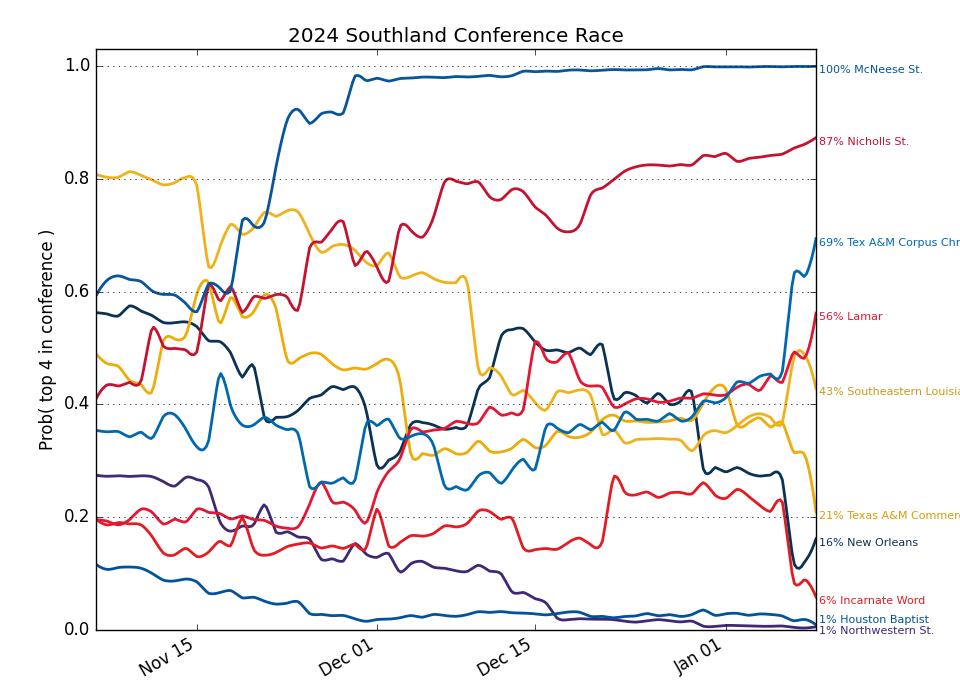 2024 Southland Conference Race
Prob( top 4 in conference )
1.0
0.8
0.6
0.4
0.2
0.0
Nov 15
Dec 01
Dec 15
Jan 01
100% McNeese St.
87% Nicholls St.
69% Tex A&M Corpus Chr
56% Lamar
43% Southeastern Louisia
21% Texas A&M Commerc
16% New Orleans
6% Incarnate Word
1% Houston Baptist
1% Northwestern St.